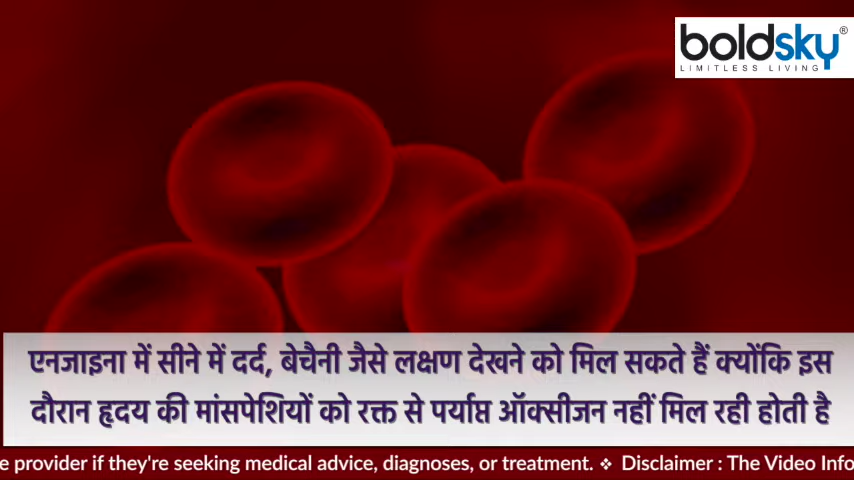 boldsky®
LIMITLESS LIVING
एनजाइना में सीने में दर्द, बेचैनी जैसे लक्षण देखने को मिल सकते हैं क्योंकि इस
दौरान हृदय की मांसपेशियों को रक्त से पर्याप्त ऑक्सीजन नहीं मिल रही होती है
e provider if they're seeking medical advice, diagnoses, or treatment. ❖ Disclaimer : The Video Info